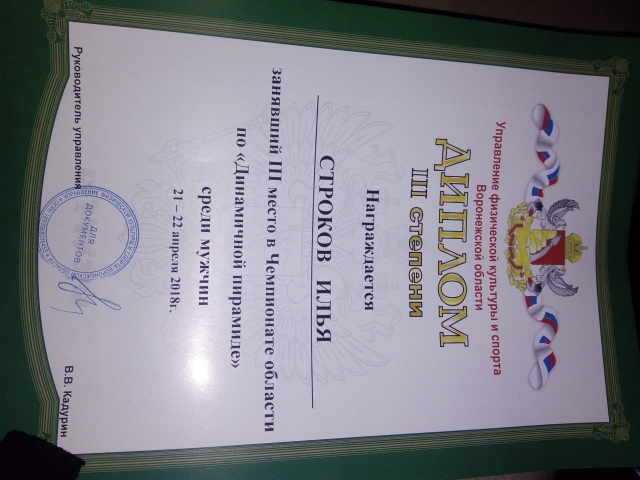 Управление физической культуры и спорта
Воронежской области
ДИПЛОМ
III степени
Награждается
СТРОКОВ ИЛЬЯ
занявший III место в Чемпионате области
по «Динамичной пирамиде»
среди мужчин
21 – 22 апреля 2018г.
Руководитель управления
В.В. Кадурин
ДЛЯ
ДОКУМЕНТОВ